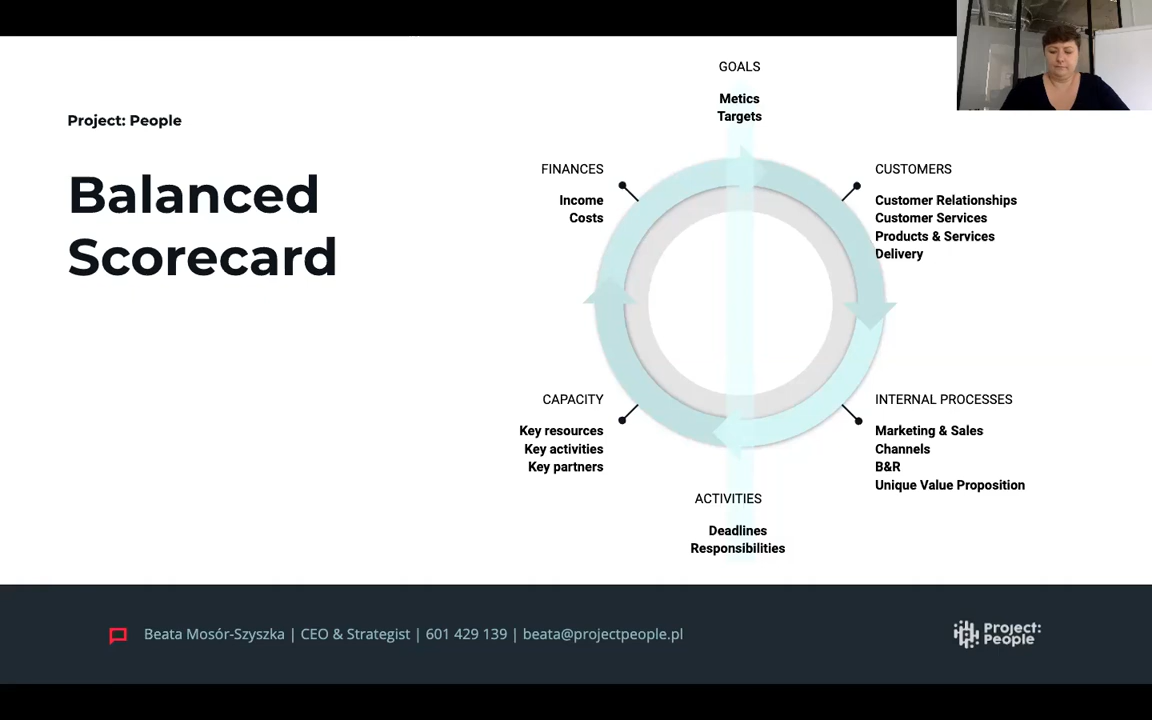 Project: People
Balanced
Scorecard
GOALS
Metics
Targets
FINANCES
Income
Costs
CUSTOMERS
Customer Relationships
Customer Services
Products & Services
Delivery
CAPACITY
Key resources
Key activities
Key partners
INTERNAL PROCESSES
Marketing & Sales
Channels
B&R
Unique Value Proposition
ACTIVITIES
Deadlines
Responsibilities
Beata Mosór-Szyszka | CEO & Strategist | 601 429 139 | beata@projectpeople.pl
Project:
People